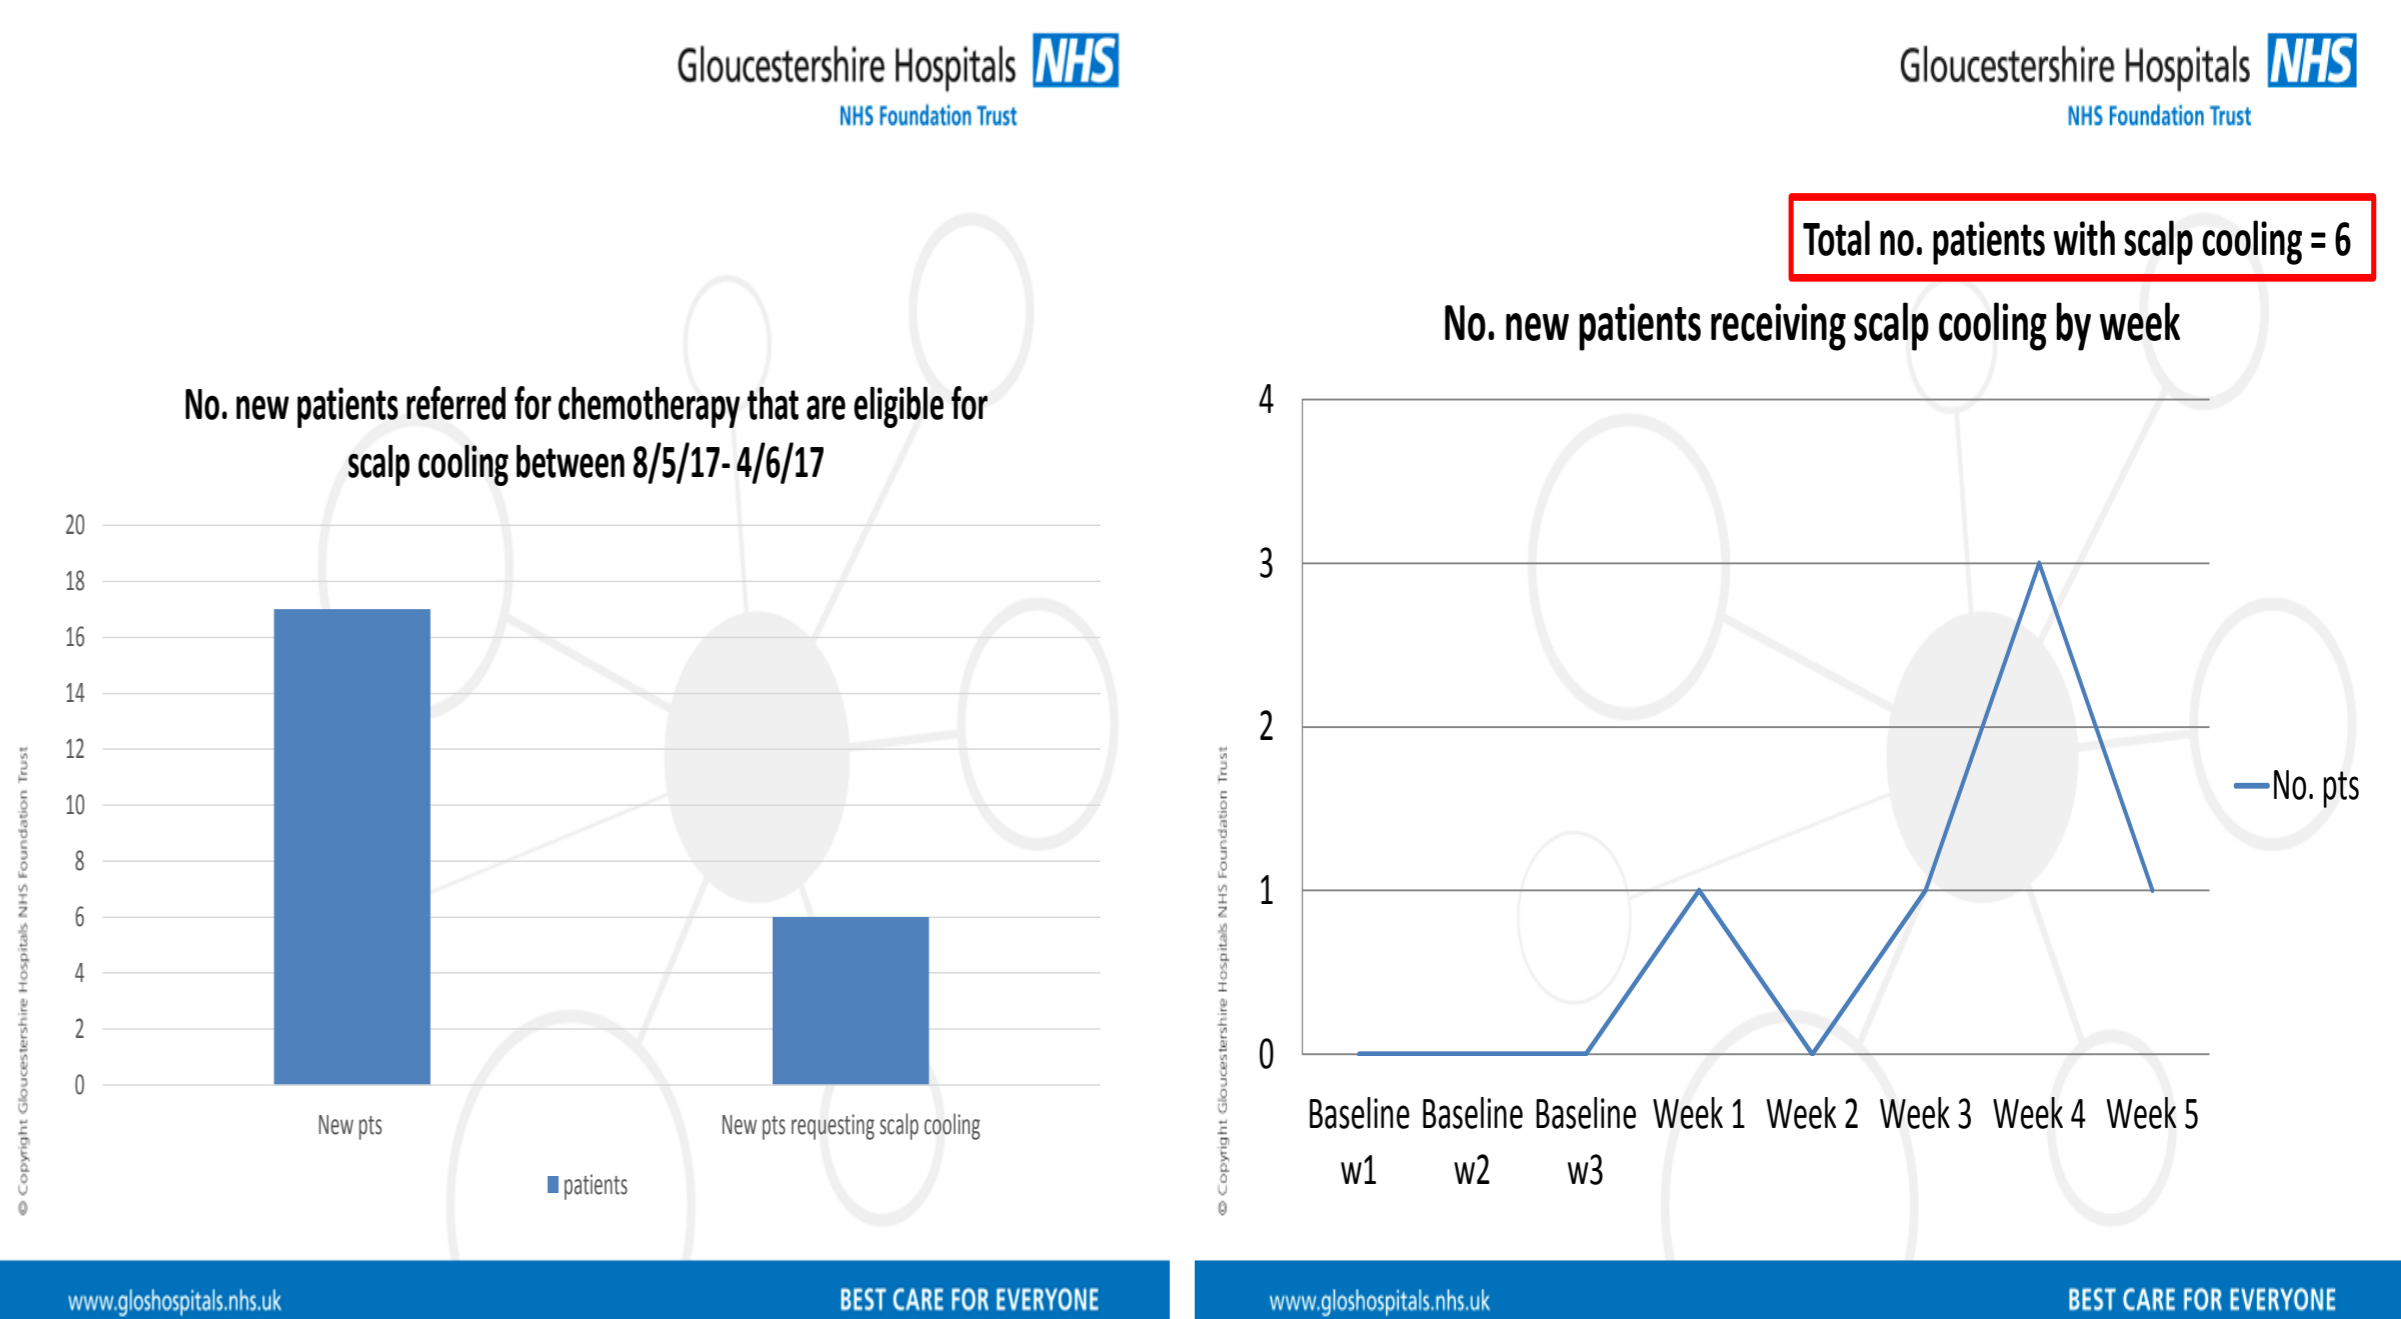 Gloucestershire Hospitals NHS
NHS Foundation Trust
No. new patients referred for chemotherapy that are eligible for
scalp cooling between 8/5/17- 4/6/17
20
18
16
14
12
10
8
6
4
2
0
New pts
New pts requesting scalp cooling
patients
© Copyright Gloucestershire Hospitals NHS Foundation Trust
www.gloshospitals.nhs.uk
BEST CARE FOR EVERYONE
Gloucestershire Hospitals NHS
NHS Foundation Trust
Total no. patients with scalp cooling = 6
No. new patients receiving scalp cooling by week
4
3
2
1
0
Baseline Baseline Baseline Week 1 Week 2 Week 3 Week 4 Week 5
w1 w2 w3
No. pts
© Copyright Gloucestershire Hospitals NHS Foundation Trust
www.gloshospitals.nhs.uk
BEST CARE FOR EVERYONE